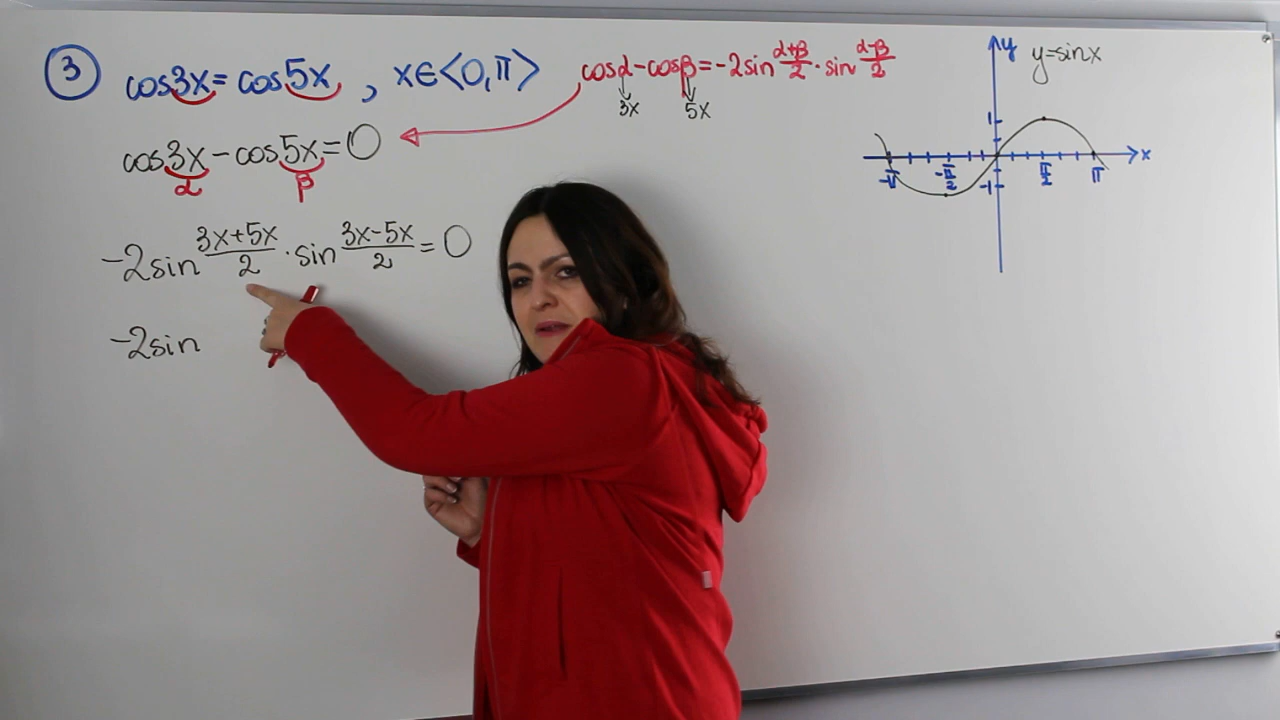 ③ cos3x = cos5x , x∈<0,π> cosα-cosβ=-2sin (α+β)/2 · sin (α-β)/2
3x 5x
cos3x - cos5x = 0
α β
-2sin (3x+5x)/2 · sin (3x-5x)/2 = 0
-2sin
y y=sinx
1
x
-π -π/2 π/2 π
-1